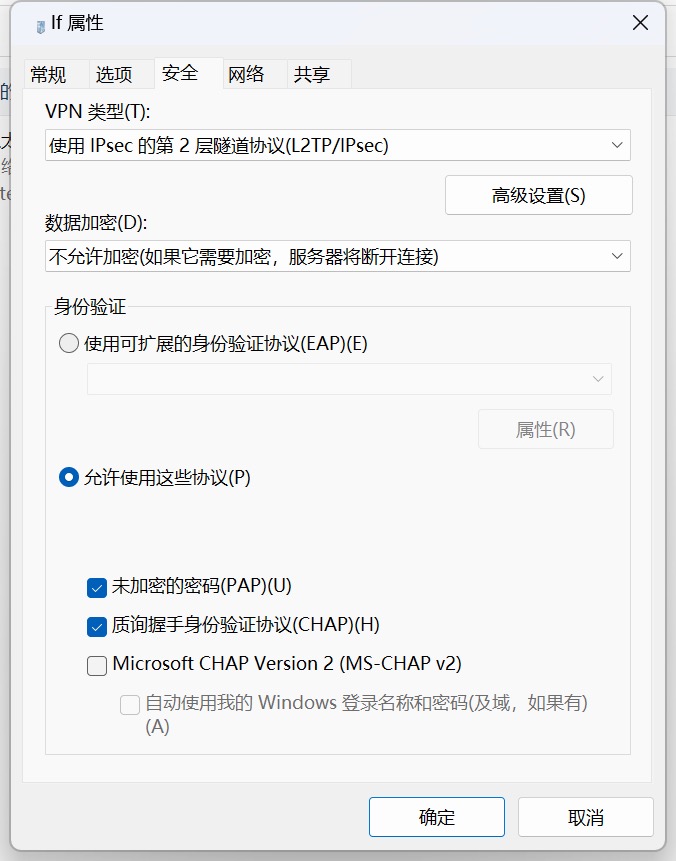 lf 属性
常规 选项 安全 网络 共享
VPN 类型(T):
使用 IPsec 的第 2 层隧道协议(L2TP/IPsec)
高级设置(S)
数据加密(D):
不允许加密(如果它需要加密，服务器将断开连接)
身份验证
使用可扩展的身份验证协议(EAP)(E)
属性(R)
允许使用这些协议(P)
未加密的密码(PAP)(U)
质询握手身份验证协议(CHAP)(H)
Microsoft CHAP Version 2 (MS-CHAP v2)
自动使用我的 Windows 登录名称和密码(及域，如果有)
(A)
确定 取消